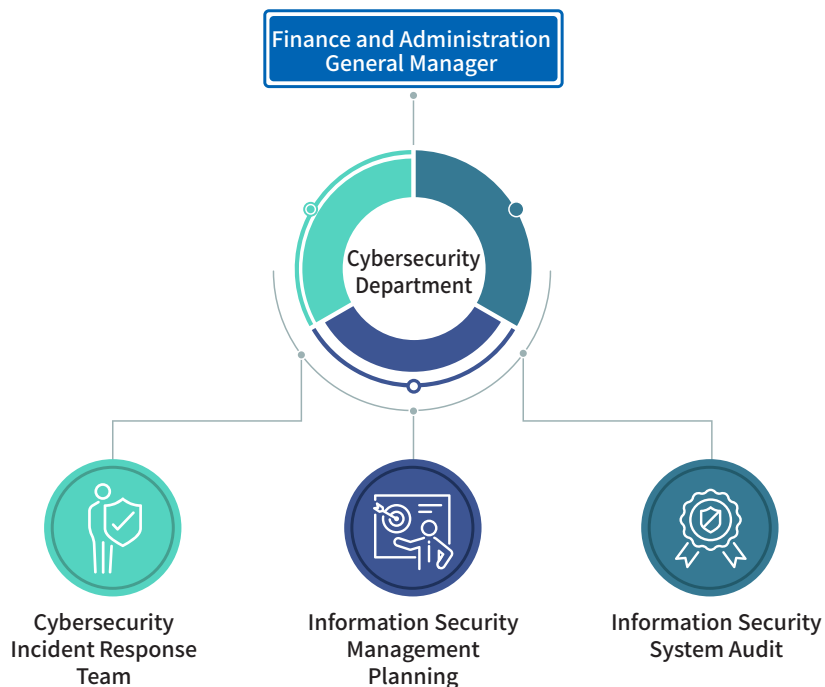 Finance and Administration
General Manager
Cybersecurity
Department
Cybersecurity
Incident Response
Team
Information Security
Management
Planning
Information Security
System Audit